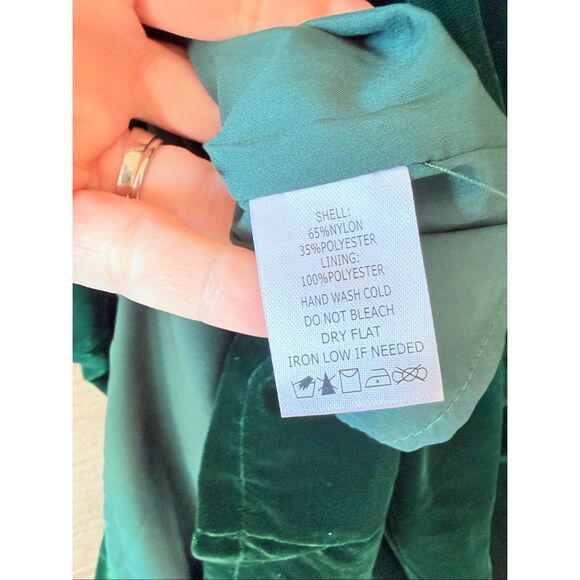 SHELL:
65%NYLON
35%POLYESTER
LINING:
100%POLYESTER
HAND WASH COLD
DO NOT BLEACH
DRY FLAT
IRON LOW IF NEEDED